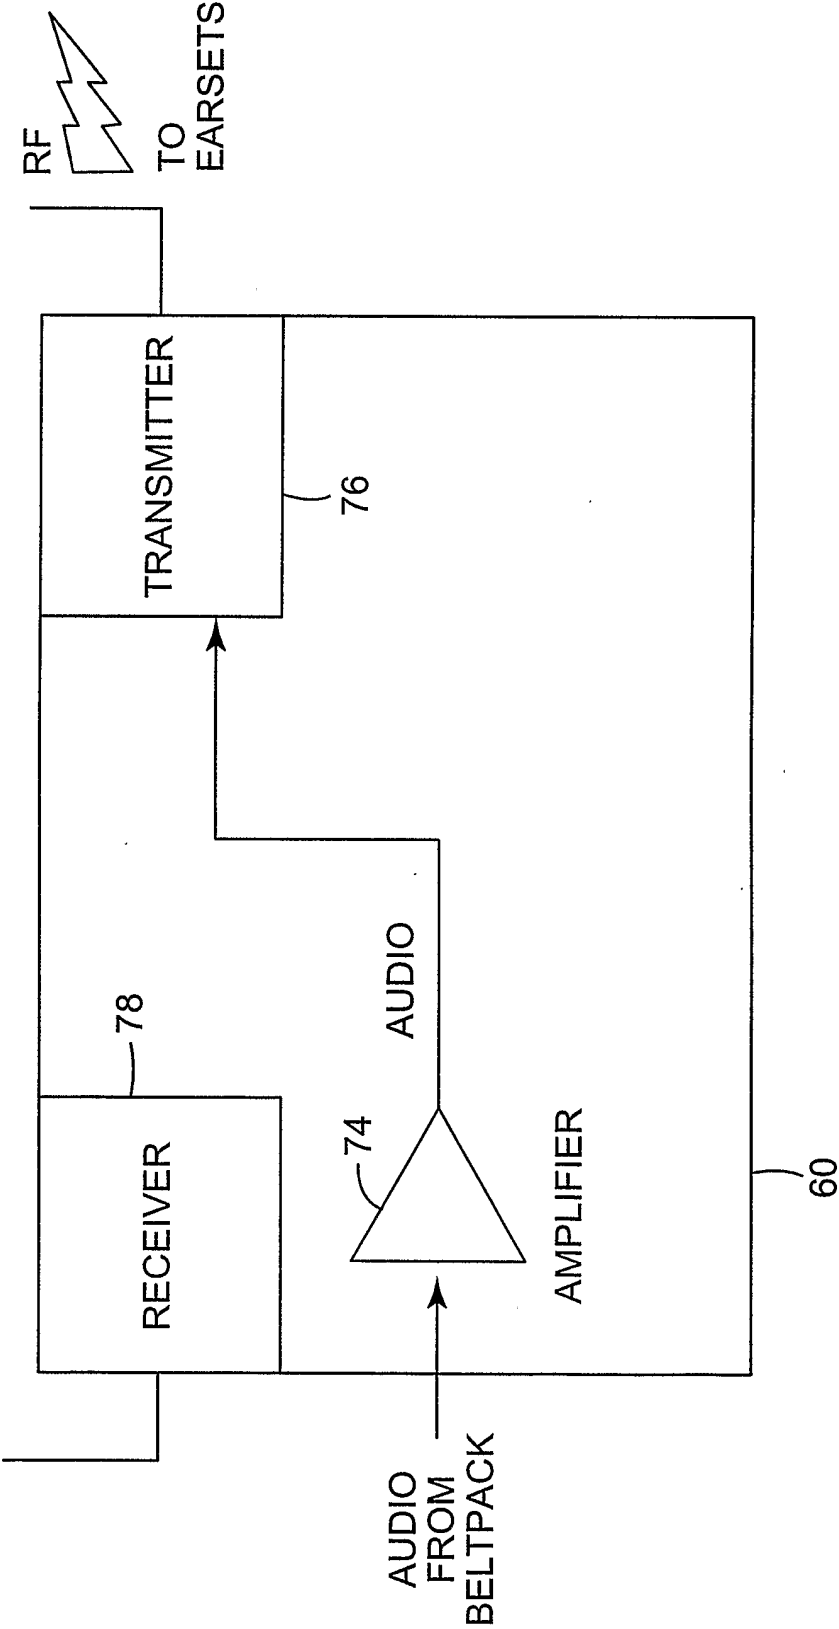 RF
TO
EARSETS
TRANSMITTER
76
78
RECEIVER
AUDIO
74
AMPLIFIER
AUDIO
FROM
BELTPACK
60